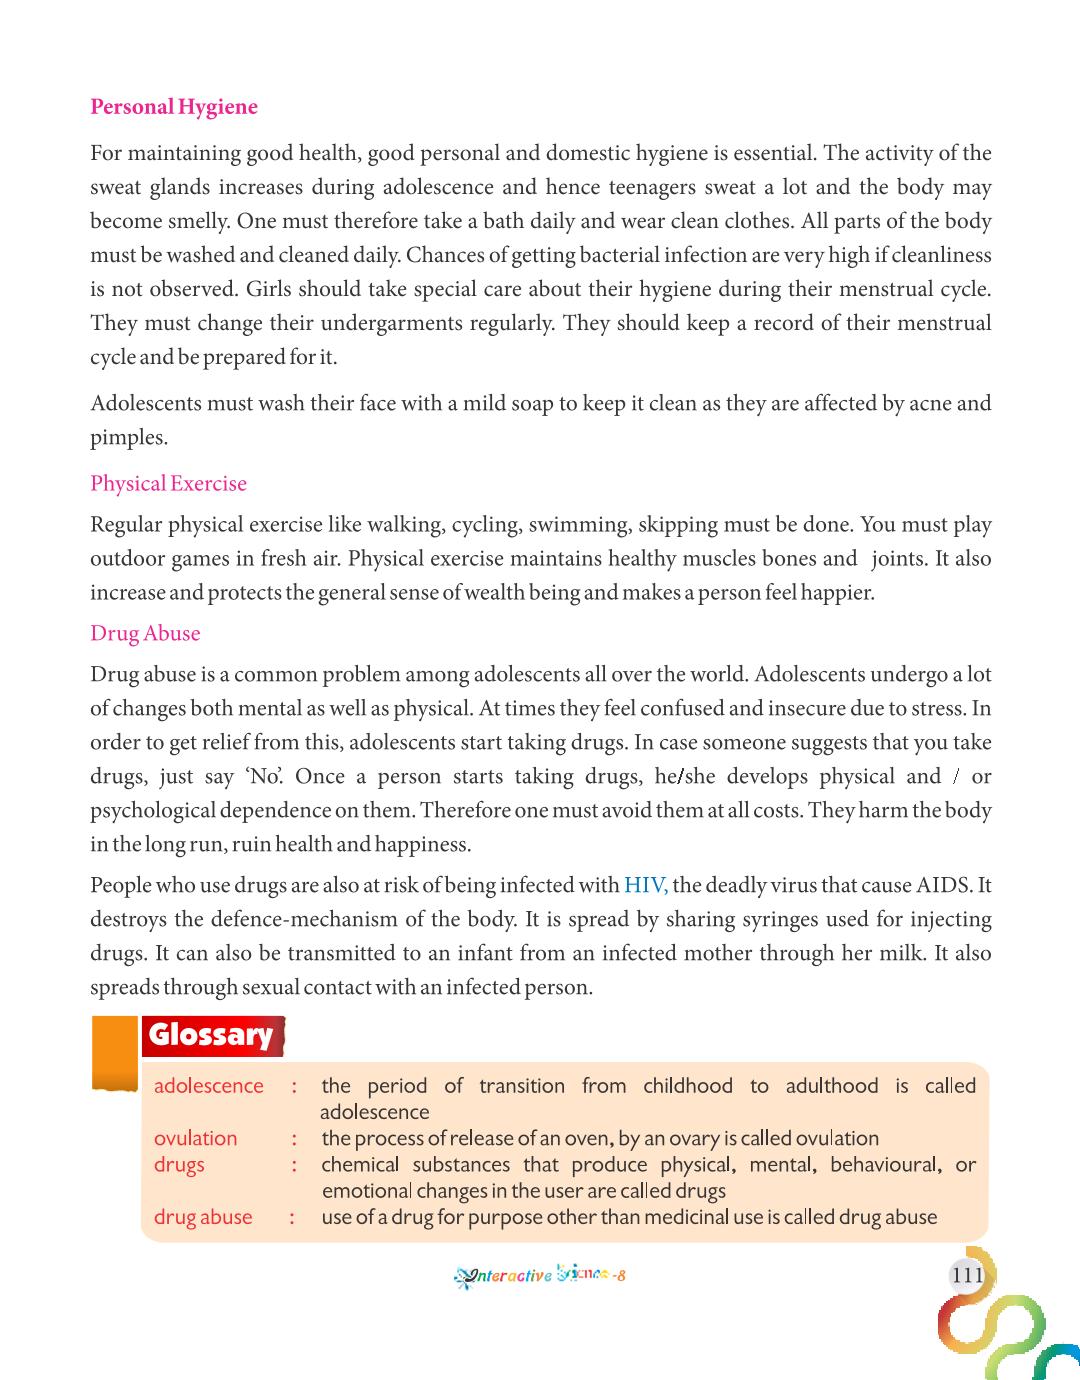 Personal Hygiene
For maintaining good health, good personal and domestic hygiene is essential. The activity of the
sweat glands increases during adolescence and hence teenagers sweat a lot and the body may
become smelly. One must therefore take a bath daily and wear clean clothes. All parts of the body
must be washed and cleaned daily. Chances of getting bacterial infection are very high if cleanliness
is not observed. Girls should take special care about their hygiene during their menstrual cycle.
They must change their undergarments regularly. They should keep a record of their menstrual
cycle and be prepared for it.
Adolescents must wash their face with a mild soap to keep it clean as they are affected by acne and
pimples.
Physical Exercise
Regular physical exercise like walking, cycling, swimming, skipping must be done. You must play
outdoor games in fresh air. Physical exercise maintains healthy muscles bones and joints. It also
increase and protects the general sense of wealth being and makes a person feel happier.
Drug Abuse
Drug abuse is a common problem among adolescents all over the world. Adolescents undergo a lot
of changes both mental as well as physical. At times they feel confused and insecure due to stress. In
order to get relief from this, adolescents start taking drugs. In case someone suggests that you take
drugs, just say ‘No’. Once a person starts taking drugs, he/she develops physical and / or
psychological dependence on them. Therefore one must avoid them at all costs. They harm the body
in the long run, ruin health and happiness.
People who use drugs are also at risk of being infected with HIV, the deadly virus that cause AIDS. It
destroys the defence-mechanism of the body. It is spread by sharing syringes used for injecting
drugs. It can also be transmitted to an infant from an infected mother through her milk. It also
spreads through sexual contact with an infected person.
Glossary
adolescence : the period of transition from childhood to adulthood is called
adolescence
ovulation : the process of release of an oven, by an ovary is called ovulation
drugs : chemical substances that produce physical, mental, behavioural, or
emotional changes in the user are called drugs
drug abuse : use of a drug for purpose other than medicinal use is called drug abuse
Interactive Science -8
111